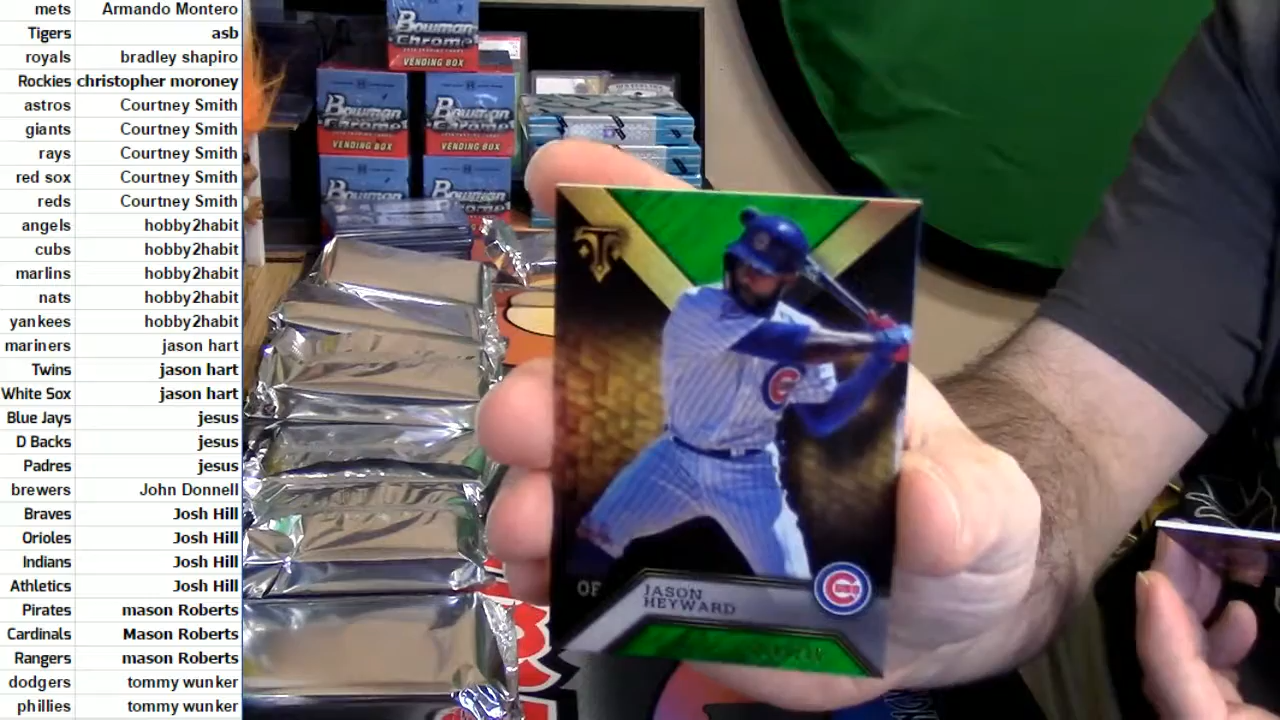 mets Armando Montero
Tigers asb
royals bradley shapiro
Rockies christopher moroney
astros Courtney Smith
giants Courtney Smith
rays Courtney Smith
red sox Courtney Smith
reds Courtney Smith
angels hobby2habit
cubs hobby2habit
marlins hobby2habit
nats hobby2habit
yankees hobby2habit
mariners jason hart
Twins jason hart
White Sox jason hart
Blue Jays jesus
D Backs jesus
Padres jesus
brewers John Donnell
Braves Josh Hill
Orioles Josh Hill
Indians Josh Hill
Athletics Josh Hill
Pirates mason Roberts
Cardinals Mason Roberts
Rangers mason Roberts
dodgers tommy wunker
phillies tommy wunker
Bowman
Chrome
VENDING BOX
Bowman
Chrome
VENDING BOX
Bowman
Chrome
VENDING BOX
Bowman
Bowman
T
C
OF
JASON
HEYWARD
C